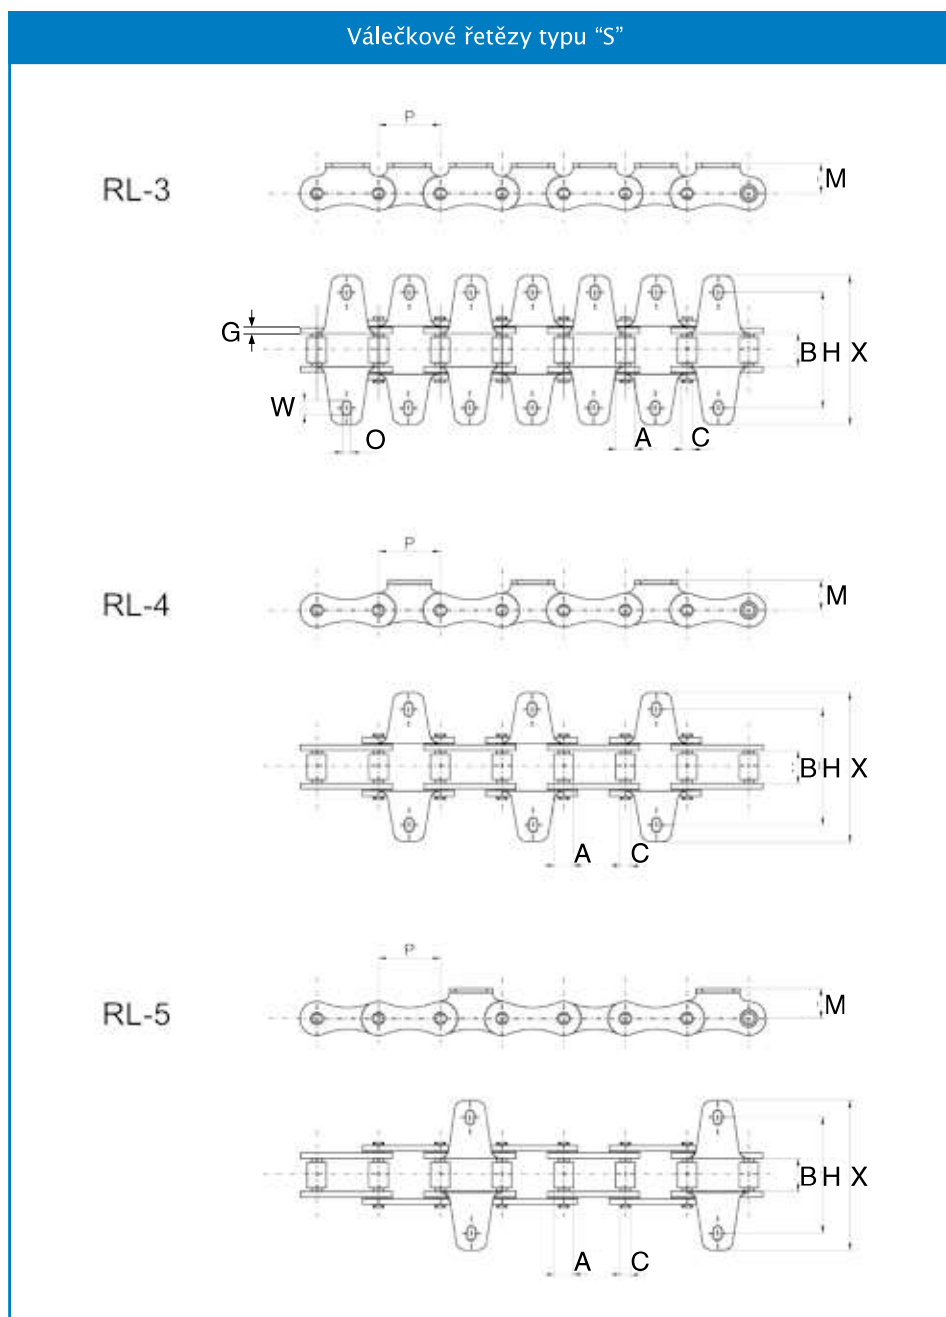 Válečkové řetězy typu “S”
P
RL-3
M
G
B H X
W
O
A C
P
RL-4
M
B H X
A C
P
RL-5
M
B H X
A C